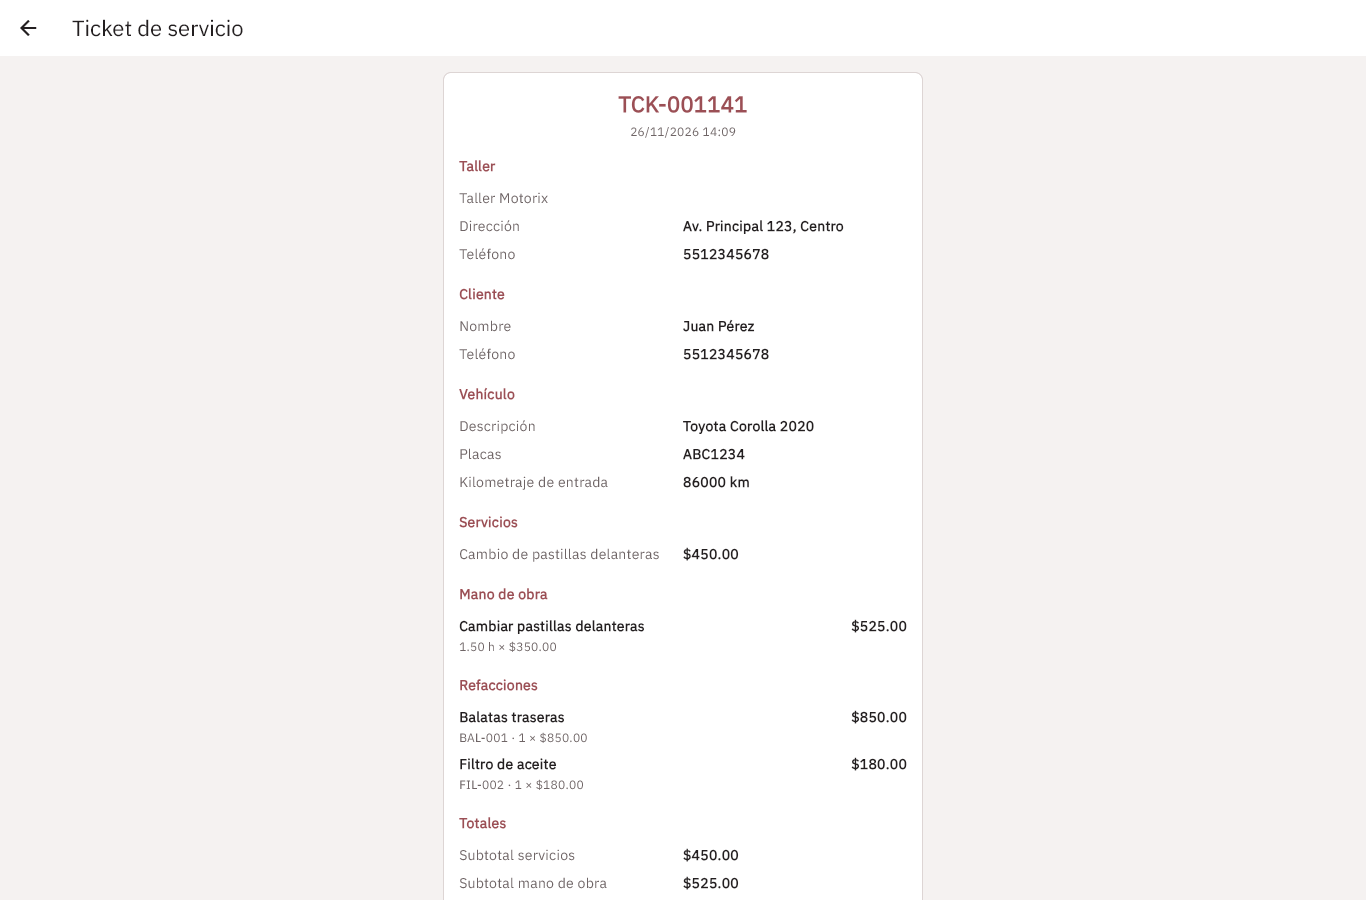 Ticket de servicio
TCK-001141
26/11/2026 14:09
Taller
Taller Motorix
Dirección Av. Principal 123, Centro
Teléfono 5512345678
Cliente
Nombre Juan Pérez
Teléfono 5512345678
Vehículo
Descripción Toyota Corolla 2020
Placas ABC1234
Kilometraje de entrada 86000 km
Servicios
Cambio de pastillas delanteras $450.00
Mano de obra
Cambiar pastillas delanteras $525.00
1.50 h × $350.00
Refacciones
Balatas traseras $850.00
BAL-001 · 1 × $850.00
Filtro de aceite $180.00
FIL-002 · 1 × $180.00
Totales
Subtotal servicios $450.00
Subtotal mano de obra $525.00